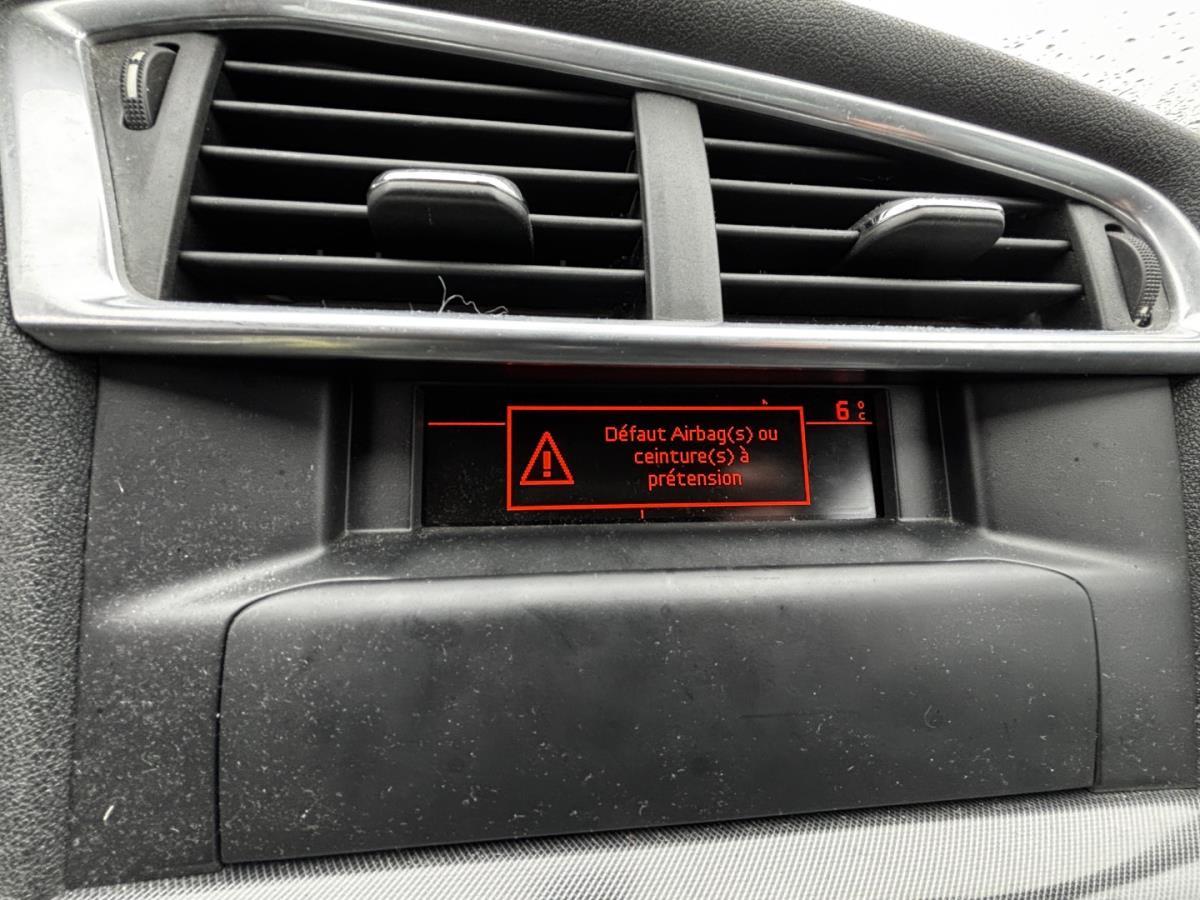 6 °C
Défaut Airbag(s) ou
ceinture(s) à
prétension